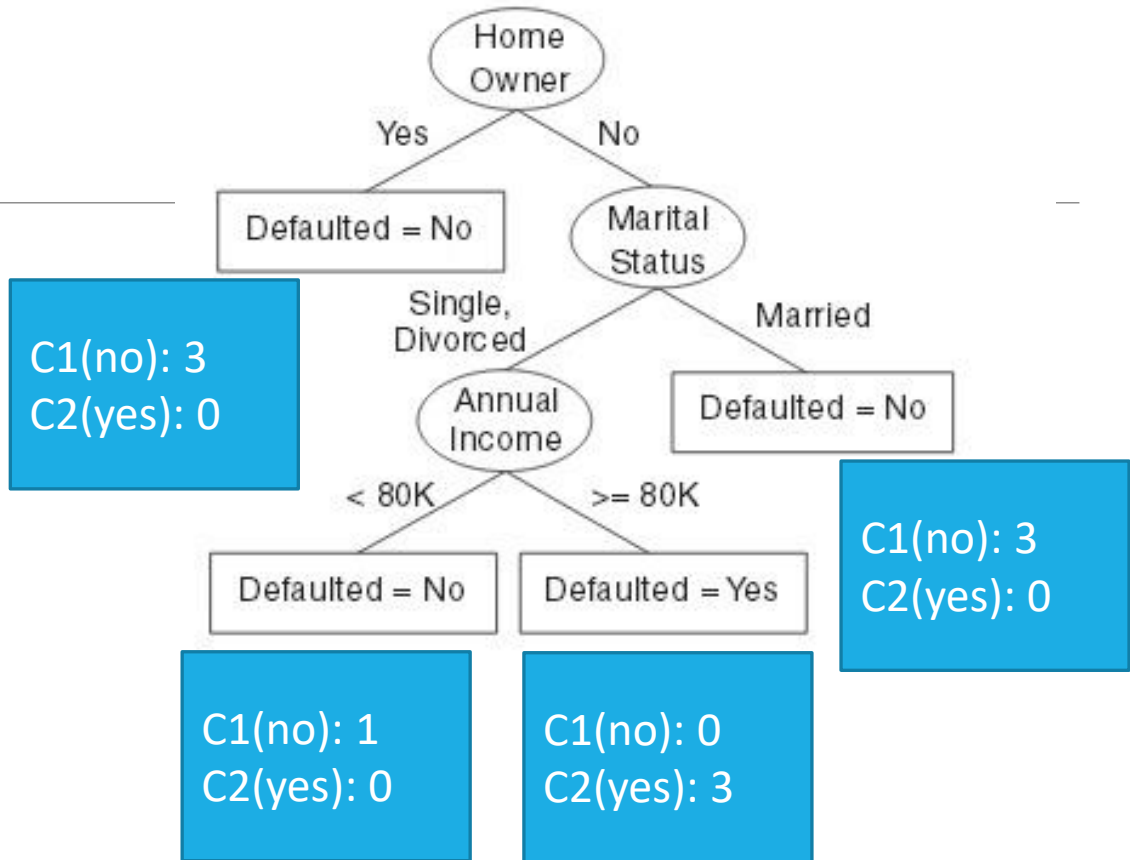 Home
Owner
Yes
No
Defaulted = No
Marital
Status
Single,
Divorced
Married
C1(no): 3
C2(yes): 0
Annual
Income
Defaulted = No
< 80K
>= 80K
Defaulted = No
Defaulted = Yes
C1(no): 3
C2(yes): 0
C1(no): 1
C2(yes): 0
C1(no): 0
C2(yes): 3